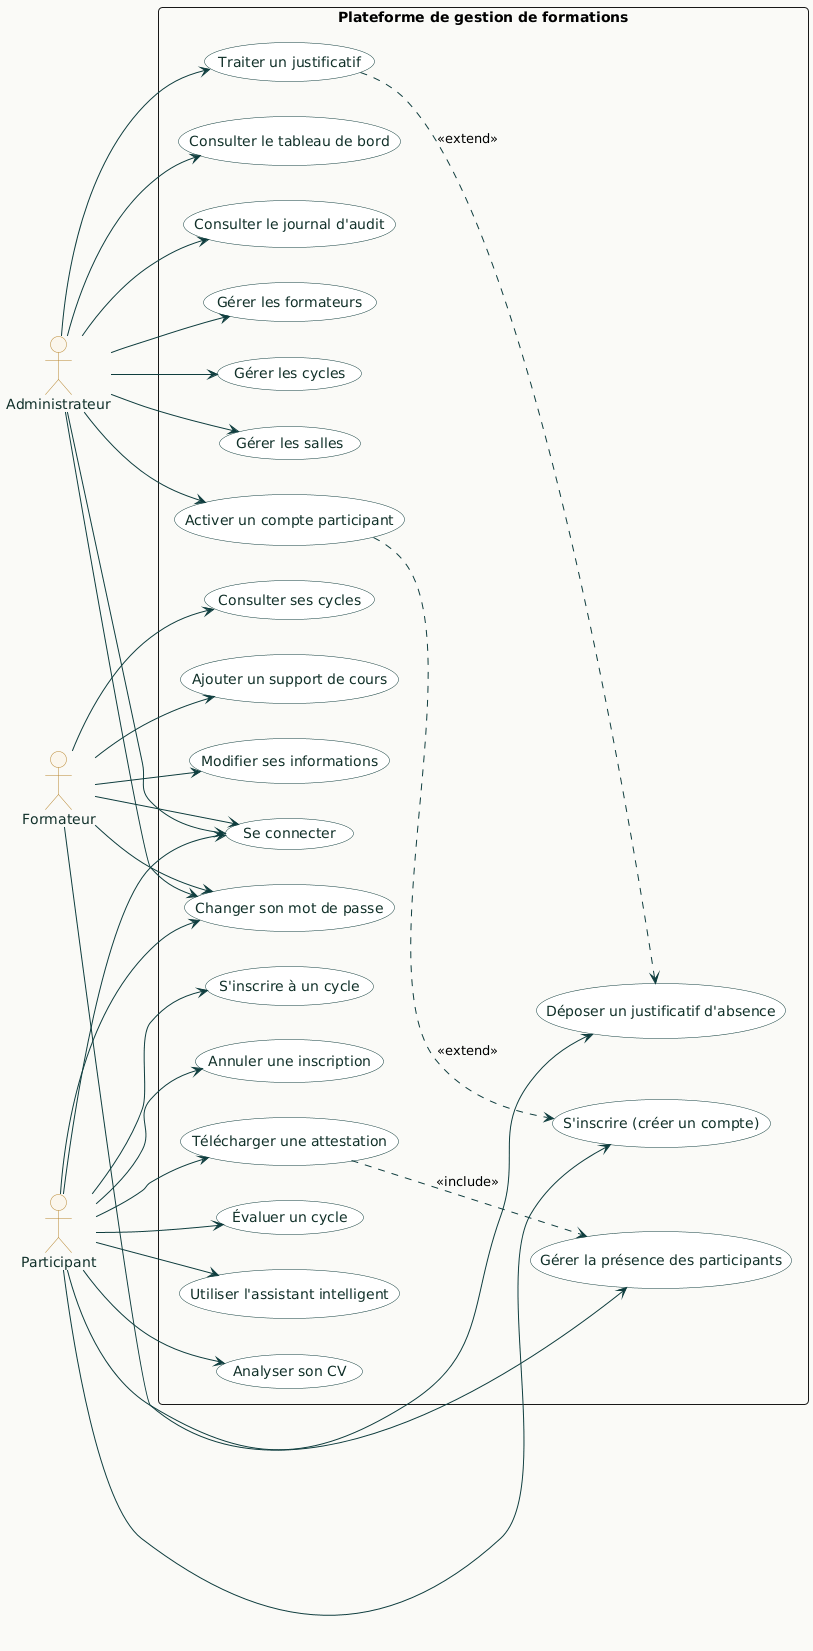 Plateforme de gestion de formations
Traiter un justificatif
«extend»
Consulter le tableau de bord
Consulter le journal d'audit
Gérer les formateurs
Gérer les cycles
Administrateur
Gérer les salles
Activer un compte participant
Consulter ses cycles
Ajouter un support de cours
Modifier ses informations
Formateur
Se connecter
Changer son mot de passe
S'inscrire à un cycle
Déposer un justificatif d'absence
«extend»
Annuler une inscription
S'inscrire (créer un compte)
Télécharger une attestation
«include»
Évaluer un cycle
Participant
Gérer la présence des participants
Utiliser l'assistant intelligent
Analyser son CV